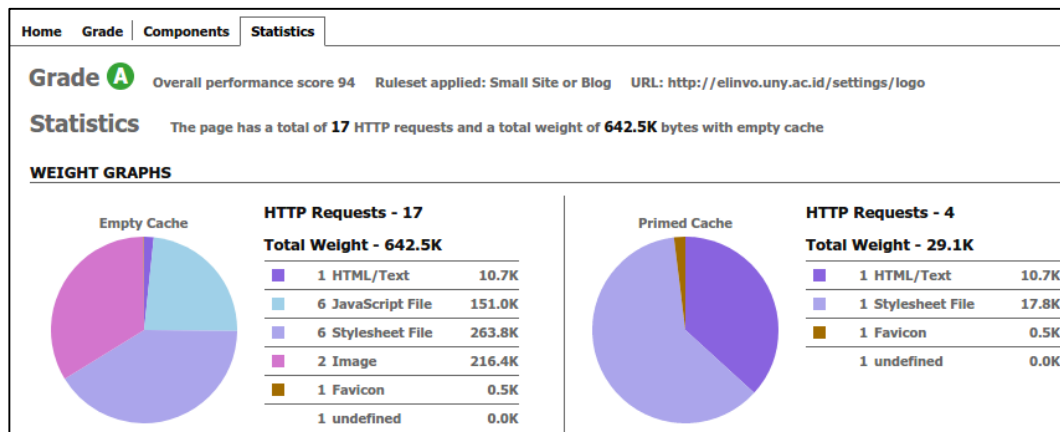 Home Grade Components Statistics
Grade A Overall performance score 94 Ruleset applied: Small Site or Blog URL: http://elinvo.uny.ac.id/settings/logo
Statistics The page has a total of 17 HTTP requests and a total weight of 642.5K bytes with empty cache
WEIGHT GRAPHS
Empty Cache
HTTP Requests - 17
Total Weight - 642.5K
1 HTML/Text 10.7K
6 JavaScript File 151.0K
6 Stylesheet File 263.8K
2 Image 216.4K
1 Favicon 0.5K
1 undefined 0.0K
Primed Cache
HTTP Requests - 4
Total Weight - 29.1K
1 HTML/Text 10.7K
1 Stylesheet File 17.8K
1 Favicon 0.5K
1 undefined 0.0K